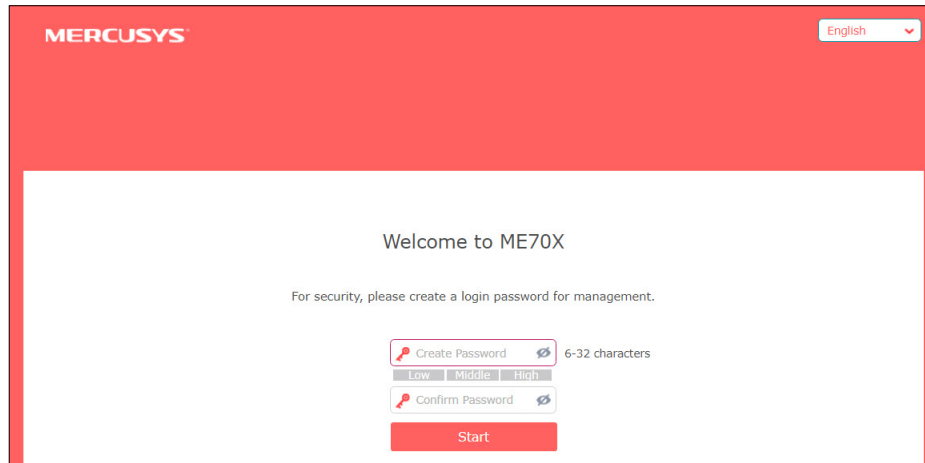 MERCUSYS
English
Welcome to ME70X
For security, please create a login password for management.
Create Password 6-32 characters
Low Middle High
Confirm Password
Start